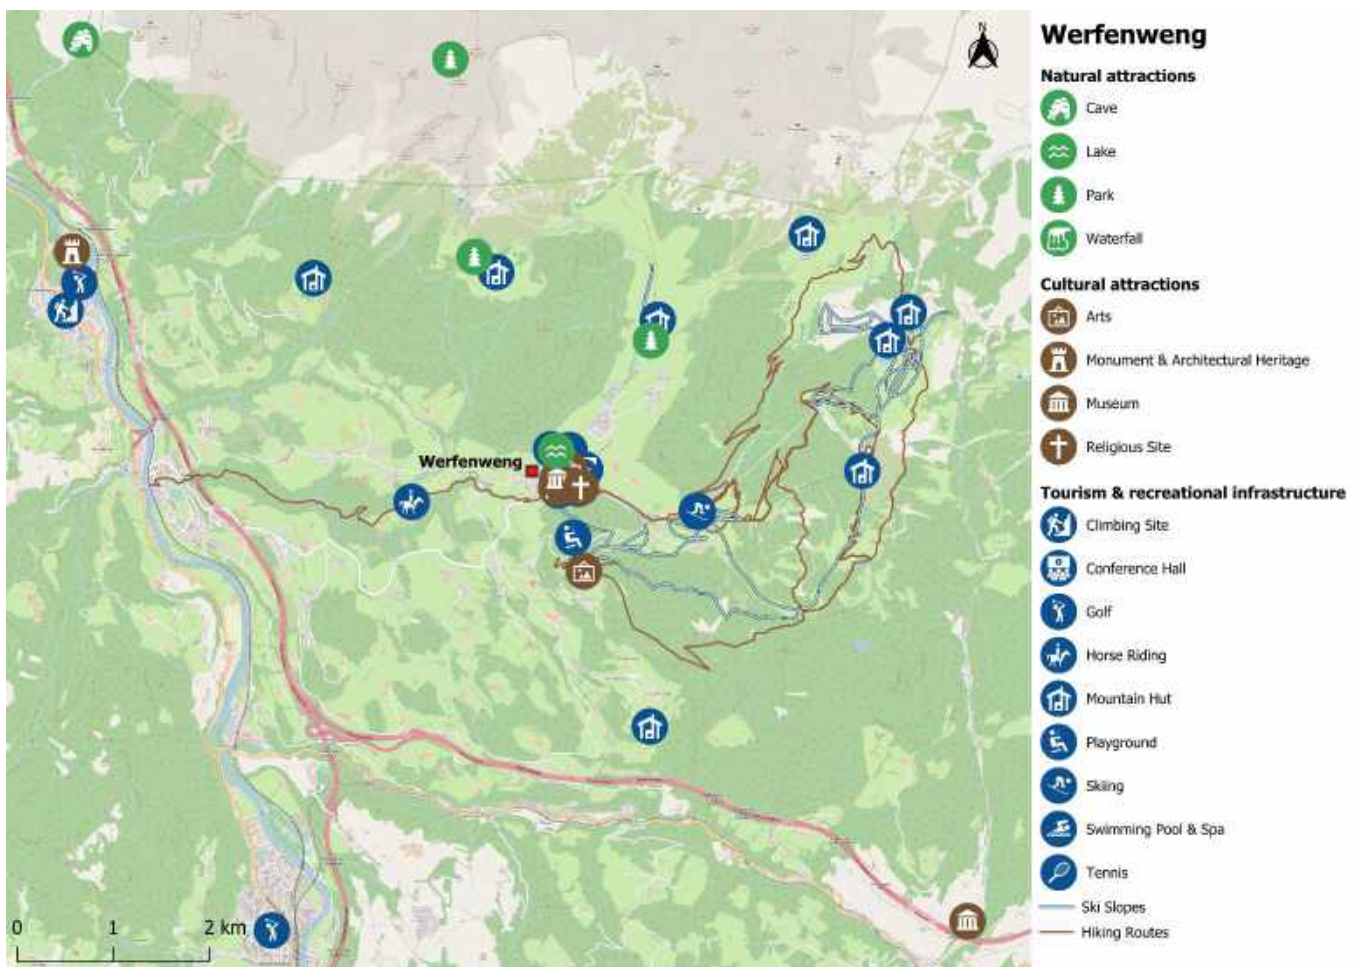 N
Werfenweng
Natural attractions
Cave
Lake
Park
Waterfall
Cultural attractions
Arts
Monument & Architectural Heritage
Museum
Religious Site
Tourism & recreational infrastructure
Climbing Site
Conference Hall
Golf
Horse Riding
Mountain Hut
Playground
Skiing
Swimming Pool & Spa
Tennis
Ski Slopes
Hiking Routes
Werfenweng
0 1 2 km